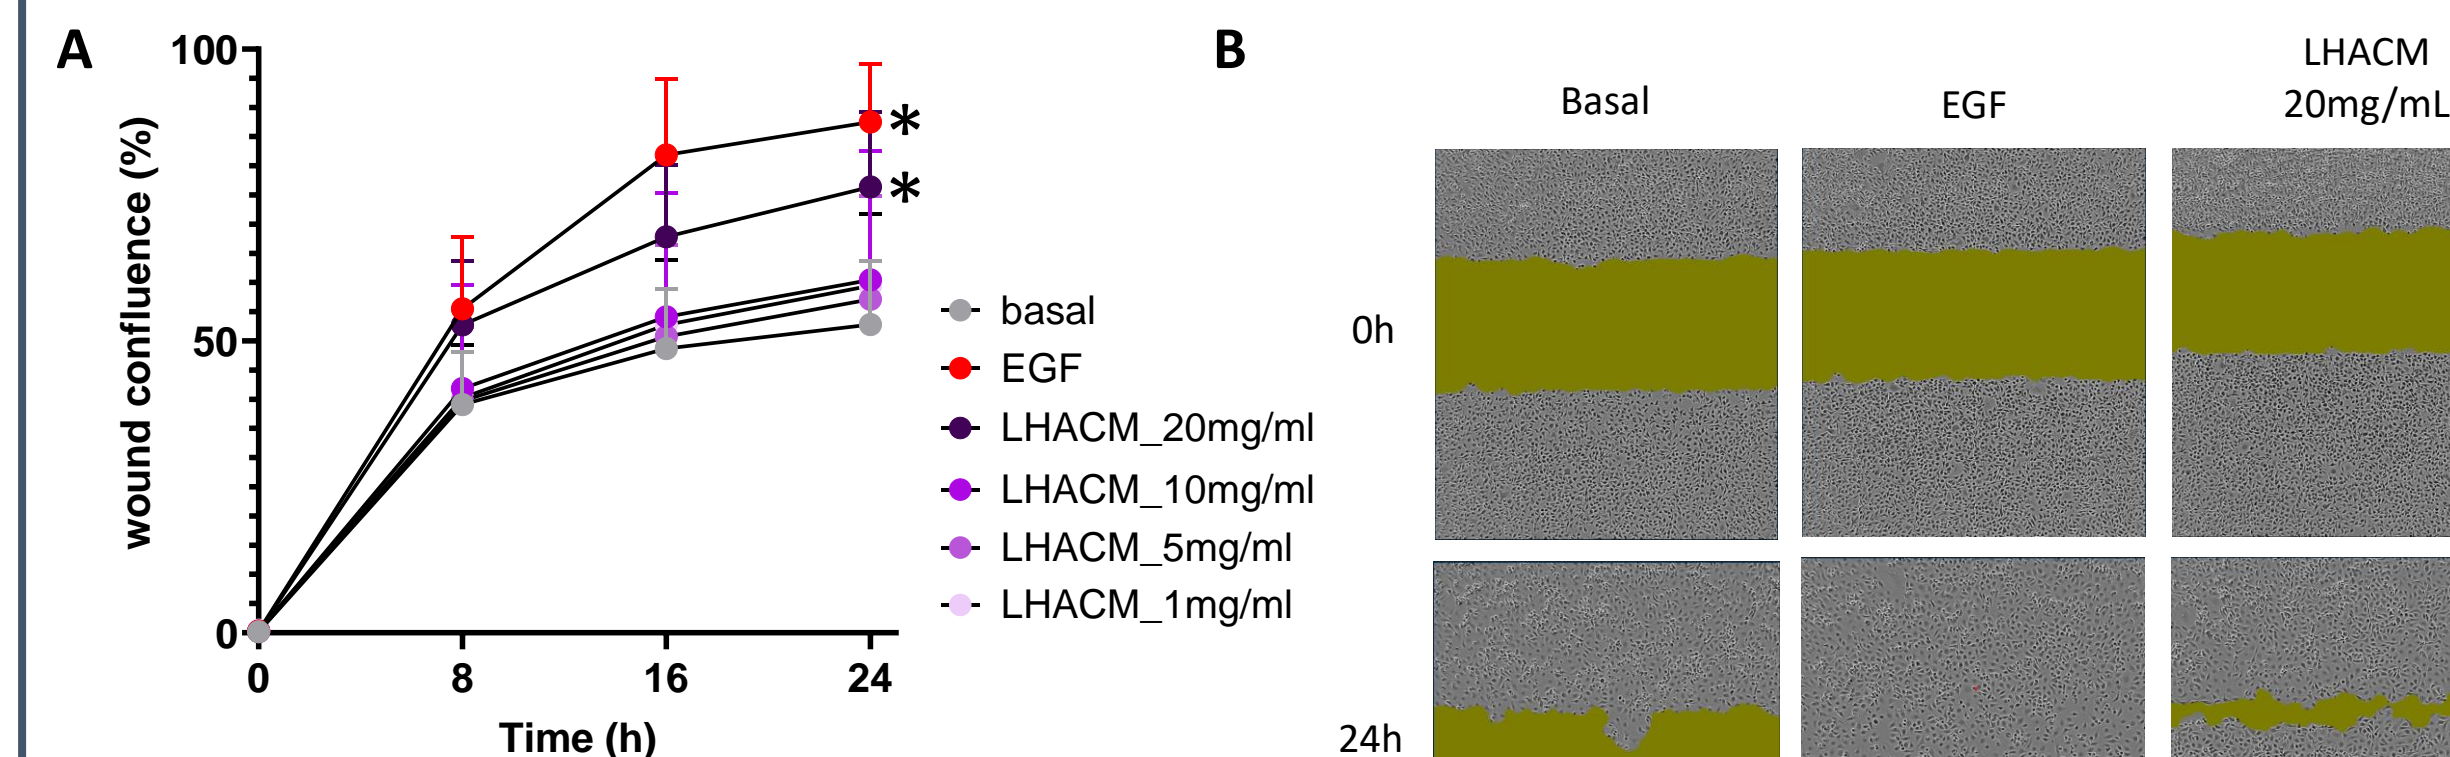 A
100
50
0
wound confluence (%)
0 8 16 24
Time (h)
*
*
basal
EGF
LHACM_20mg/ml
LHACM_10mg/ml
LHACM_5mg/ml
LHACM_1mg/ml
B
Basal
EGF
LHACM
20mg/mL
0h
24h